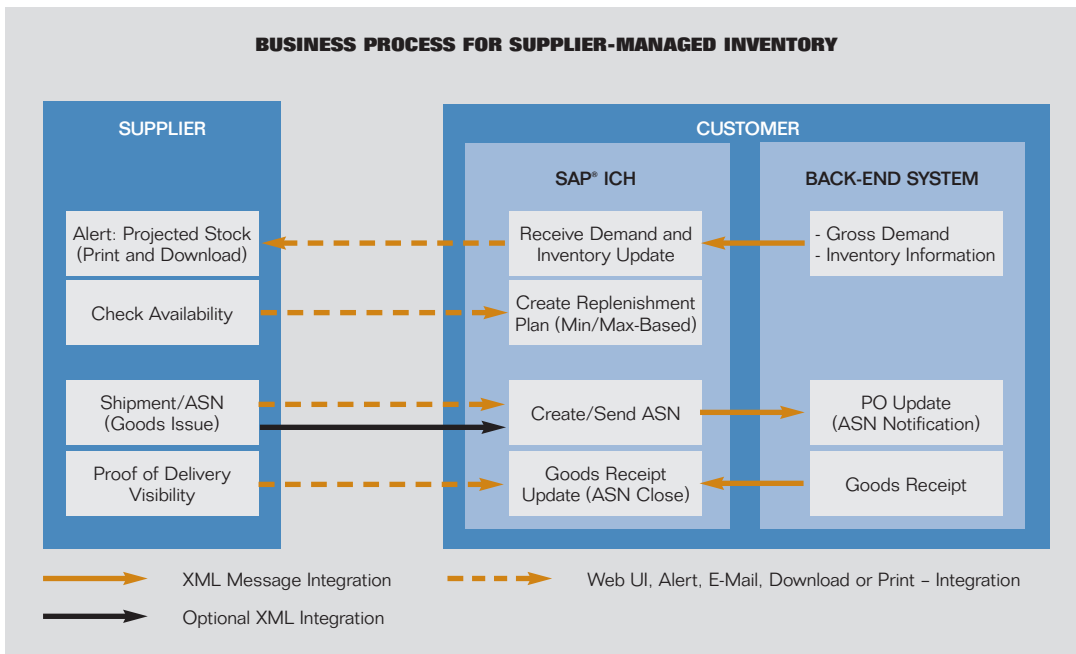 BUSINESS PROCESS FOR SUPPLIER-MANAGED INVENTORY
SUPPLIER
CUSTOMER
SAP® ICH
BACK-END SYSTEM
Alert: Projected Stock
(Print and Download)
Receive Demand and
Inventory Update
- Gross Demand
- Inventory Information
Check Availability
Create Replenishment
Plan (Min/Max-Based)
Shipment/ASN
(Goods Issue)
Create/Send ASN
PO Update
(ASN Notification)
Proof of Delivery
Visibility
Goods Receipt
Update (ASN Close)
Goods Receipt
XML Message Integration
Web UI, Alert, E-Mail, Download or Print – Integration
Optional XML Integration